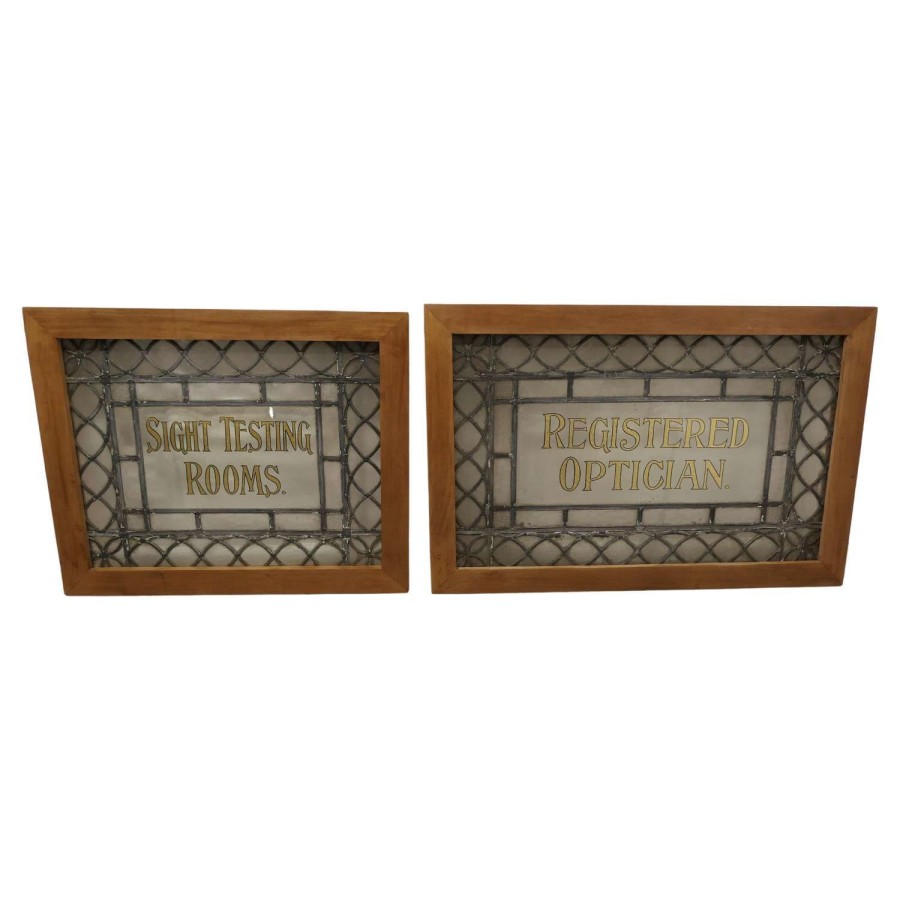 SIGHT TESTING
ROOMS.
REGISTERED
OPTICIAN.